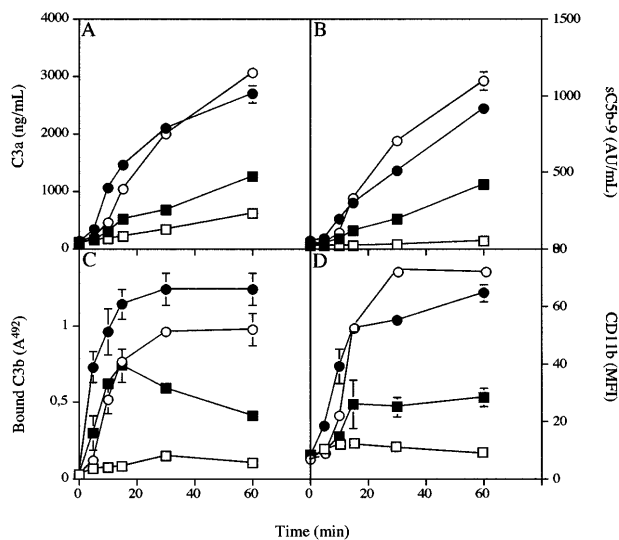 A
B
4000
3000
2000
1000
0
C3a (ng/mL)
1500
1000
500
0
sC5b-9 (AU/mL)
C
D
1
0,5
0
Bound C3b (A492)
80
60
40
20
0
CD11b (MFI)
0 20 40 60
0 20 40 60
Time (min)